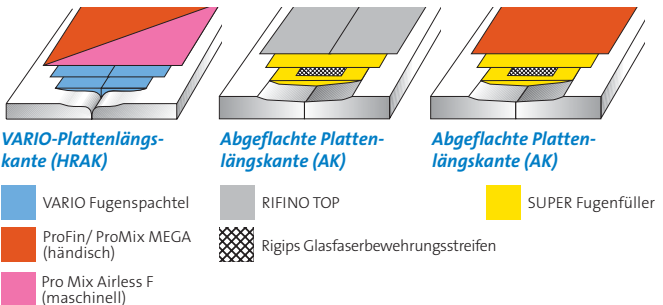 VARIO-Plattenlängs-
kante (HRAK)
Abgeflachte Platten-
längskante (AK)
Abgeflachte Platten-
längskante (AK)
VARIO Fugenspachtel
RIFINO TOP
SUPER Fugenfüller
ProFin/ ProMix MEGA
(händisch)
Rigips Glasfaserbewehrungsstreifen
Pro Mix Airless F
(maschinell)